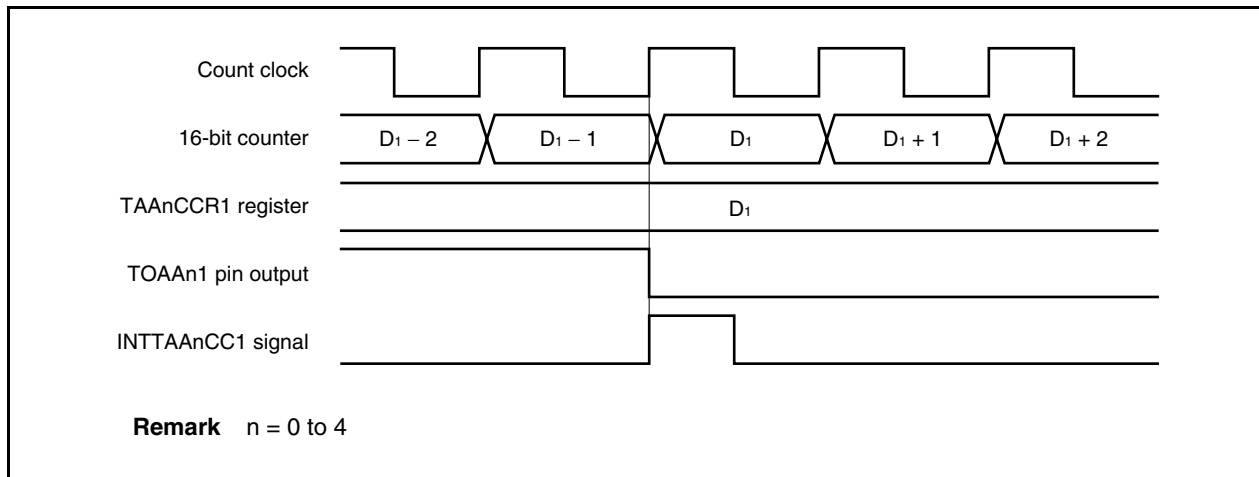 Count clock
16-bit counter D₁ − 2 D₁ − 1 D₁ D₁ + 1 D₁ + 2
TAAnCCR1 register D₁
TOAAn1 pin output
INTTAAnCC1 signal
Remark n = 0 to 4